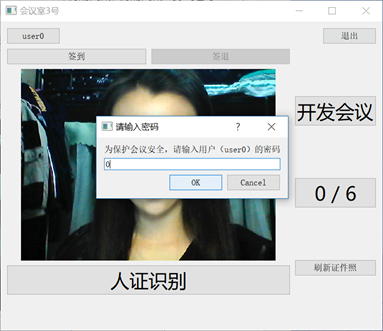 会议室3号
user0
退出
签到
签退
开发会议
请输入密码
?
为保护会议安全，请输入用户（user0）的密码
0
OK
Cancel
0 / 6
人证识别
刷新证件照